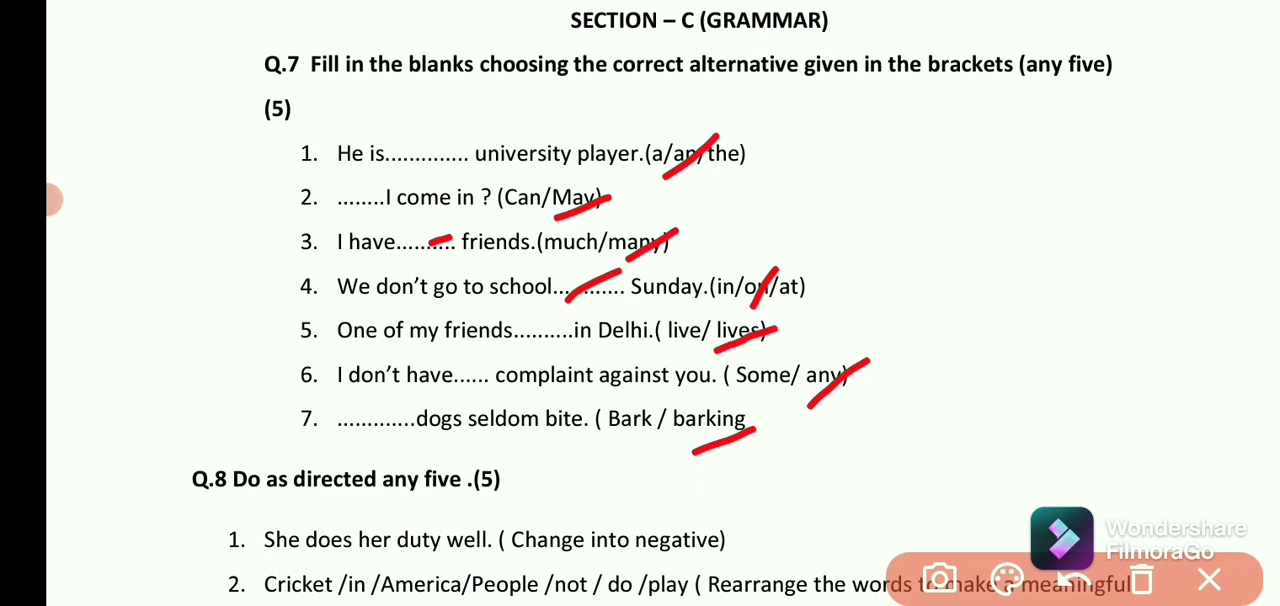 SECTION – C (GRAMMAR)
Q.7 Fill in the blanks choosing the correct alternative given in the brackets (any five)
(5)
1. He is.............. university player.(a/an/the)
2. ........I come in ? (Can/May)
3. I have.......... friends.(much/many)
4. We don't go to school............ Sunday.(in/on/at)
5. One of my friends..........in Delhi.( live/ lives)
6. I don't have...... complaint against you. ( Some/ any)
7. .............dogs seldom bite. ( Bark / barking
Q.8 Do as directed any five .(5)
1. She does her duty well. ( Change into negative)
2. Cricket /in /America/People /not / do /play ( Rearrange the words to make a meaningful
Wondershare
FilmoraGo